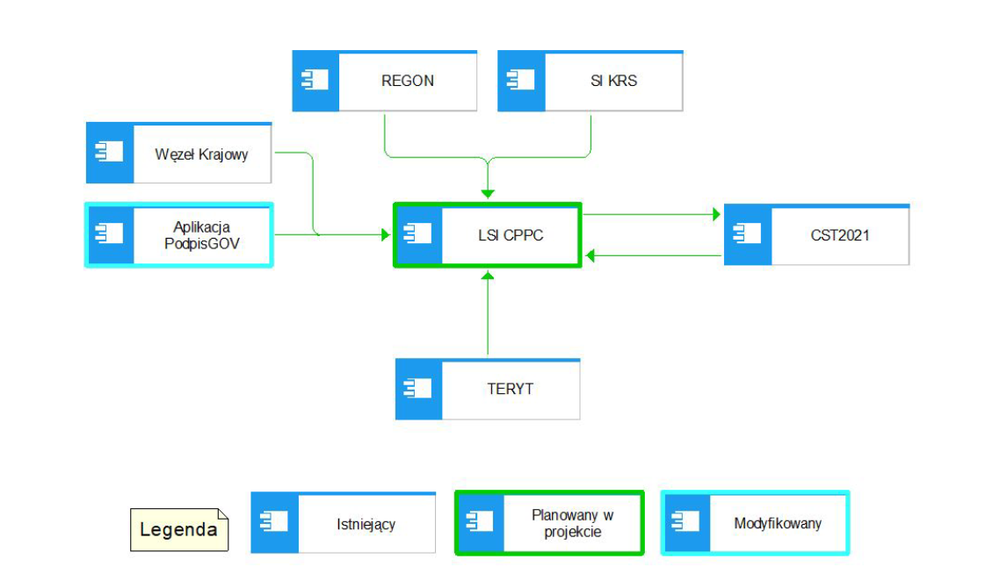 REGON
SI KRS
Węzeł Krajowy
Aplikacja
PodpisGOV
LSI CPPC
CST2021
TERYT
Legenda
Istniejący
Planowany w
projekcie
Modyfikowany